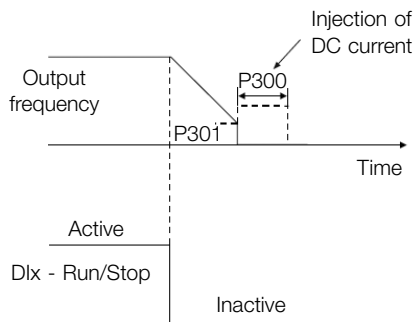 Injection of
DC current
P300
Output
frequency
P301
Time
Active
DIx - Run/Stop
Inactive